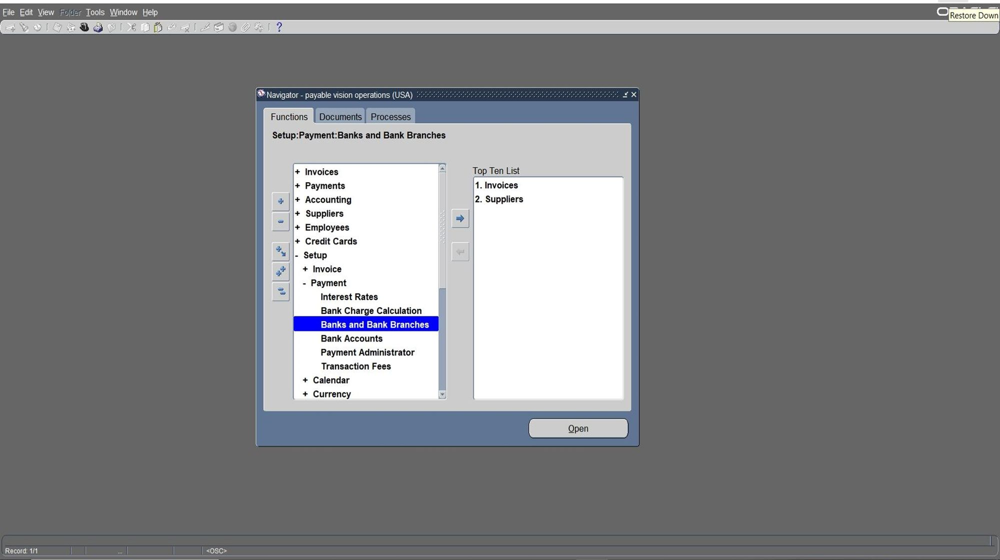 File Edit View Folder Tools Window Help
Restore Down
?
Navigator - payable vision operations (USA)
Functions Documents Processes
Setup:Payment:Banks and Bank Branches
+ Invoices
+ Payments
+ Accounting
+ Suppliers
+ Employees
+ Credit Cards
- Setup
+ Invoice
- Payment
Interest Rates
Bank Charge Calculation
Banks and Bank Branches
Bank Accounts
Payment Administrator
Transaction Fees
+ Calendar
+ Currency
Top Ten List
1. Invoices
2. Suppliers
Open
Record: 1/1 ... <OSC>